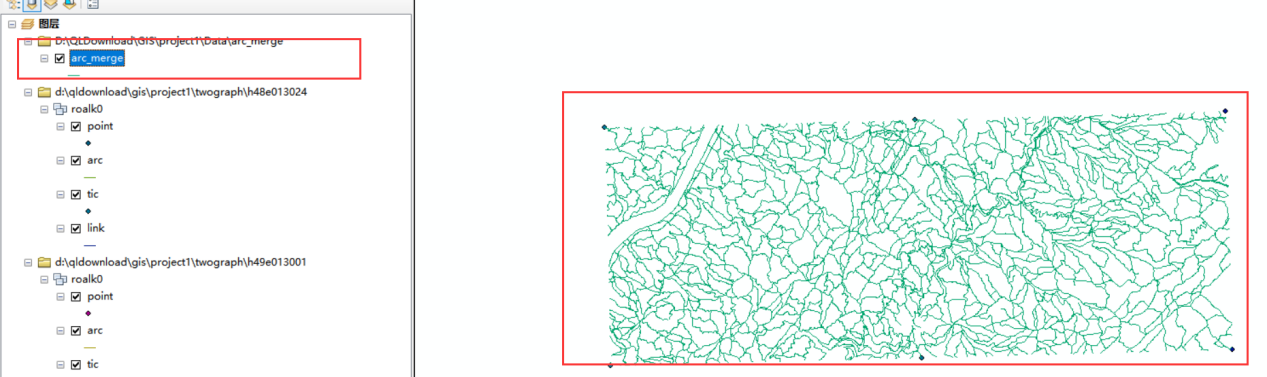 图层
D:\QLDownload\GIS\project1\Data\arc_merge
arc_merge
d:\qldownload\gis\project1\twograph\h48e013024
roalk0
point
arc
tic
link
d:\qldownload\gis\project1\twograph\h49e013001
roalk0
point
arc
tic